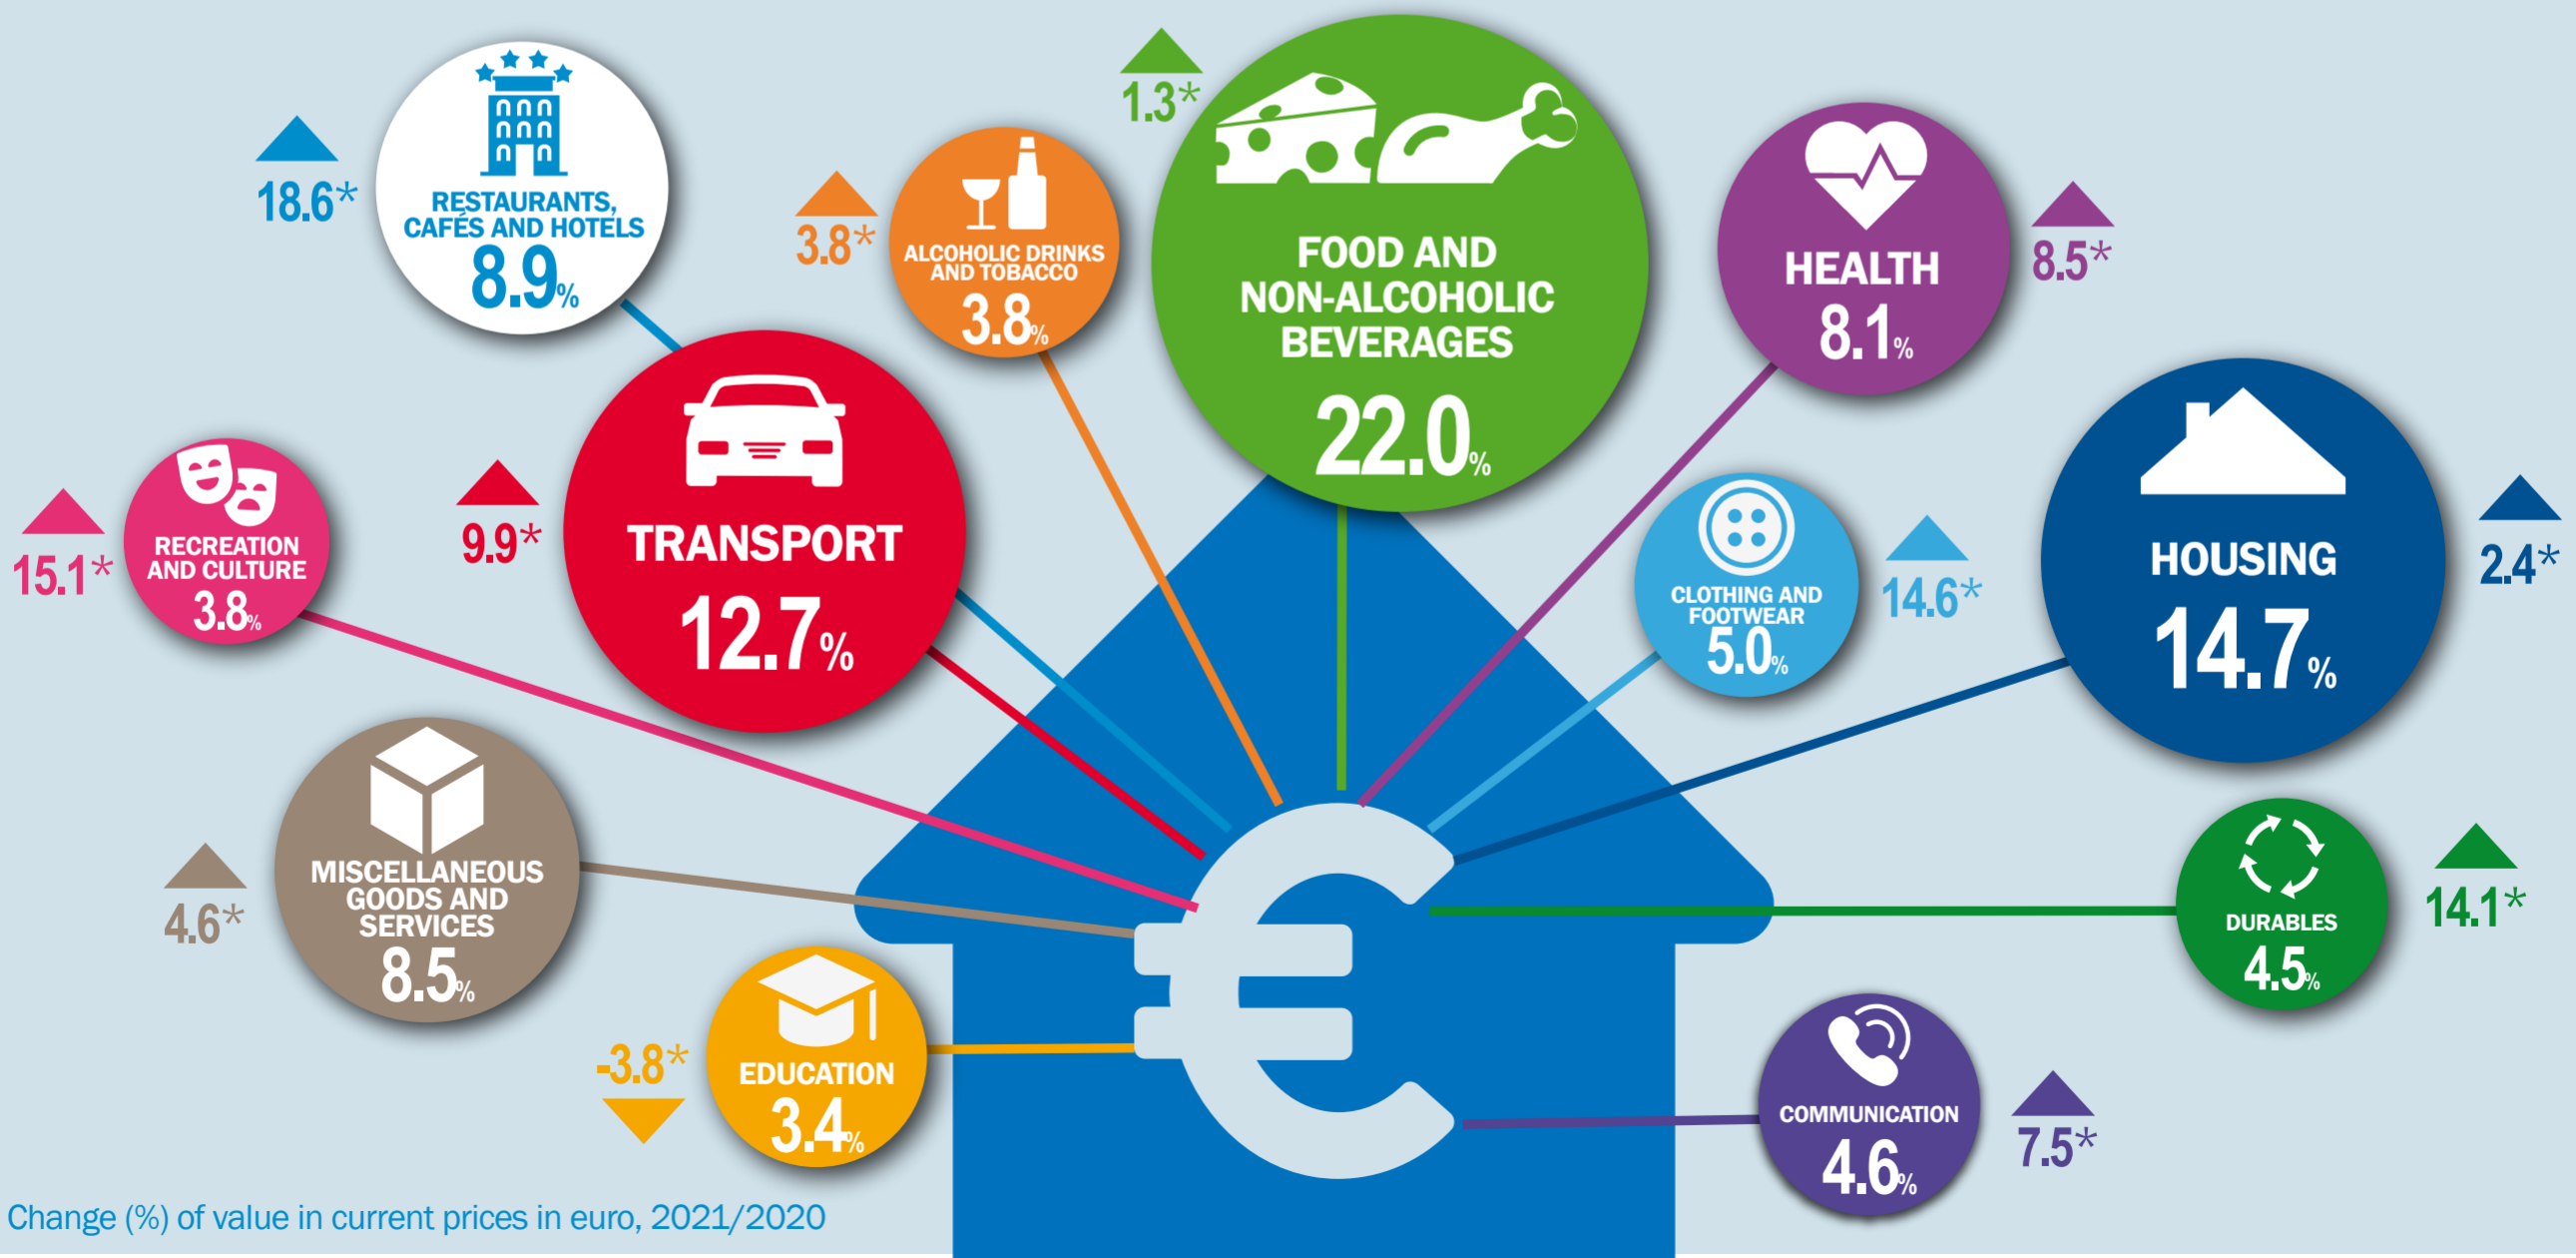 18.6*
RESTAURANTS,
CAFÉS AND HOTELS
8.9%
3.8*
ALCOHOLIC DRINKS
AND TOBACCO
3.8%
1.3*
FOOD AND
NON-ALCOHOLIC
BEVERAGES
22.0%
HEALTH
8.1%
8.5*
15.1*
RECREATION
AND CULTURE
3.8%
9.9*
TRANSPORT
12.7%
CLOTHING AND
FOOTWEAR
5.0%
14.6*
HOUSING
14.7%
2.4*
4.6*
MISCELLANEOUS
GOODS AND
SERVICES
8.5%
-3.8*
EDUCATION
3.4%
€
DURABLES
4.5%
14.1*
COMMUNICATION
4.6%
7.5*
Change (%) of value in current prices in euro, 2021/2020